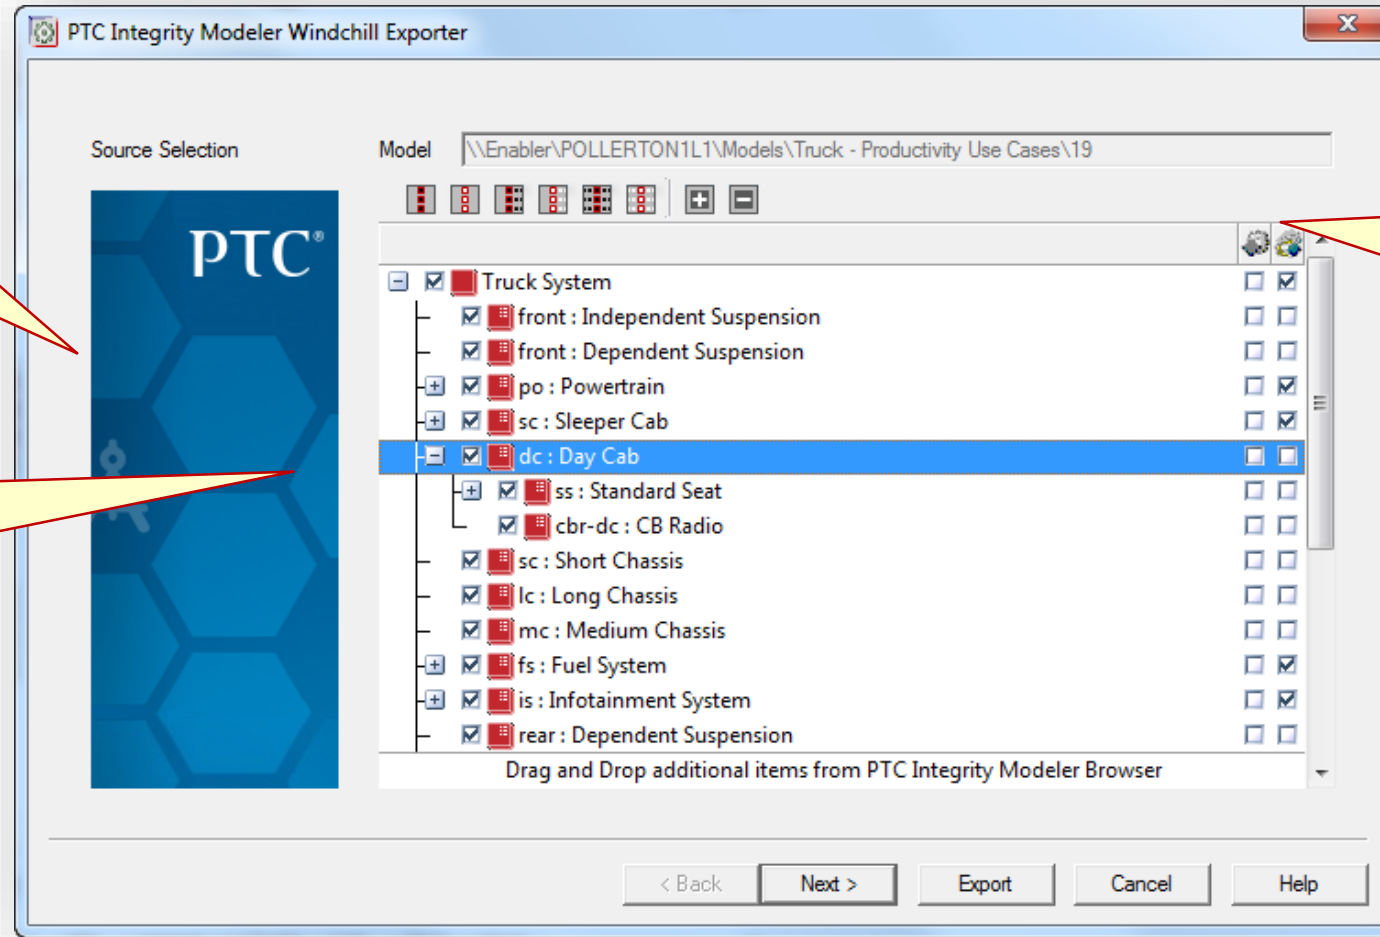 PTC Integrity Modeler Windchill Exporter
Source Selection
Model \\Enabler\POLLERTON1L1\Models\Truck - Productivity Use Cases\19
PTC®
Truck System
front : Independent Suspension
front : Dependent Suspension
po : Powertrain
sc : Sleeper Cab
dc : Day Cab
ss : Standard Seat
cbr-dc : CB Radio
sc : Short Chassis
lc : Long Chassis
mc : Medium Chassis
fs : Fuel System
is : Infotainment System
rear : Dependent Suspension
Drag and Drop additional items from PTC Integrity Modeler Browser
< Back Next > Export Cancel Help